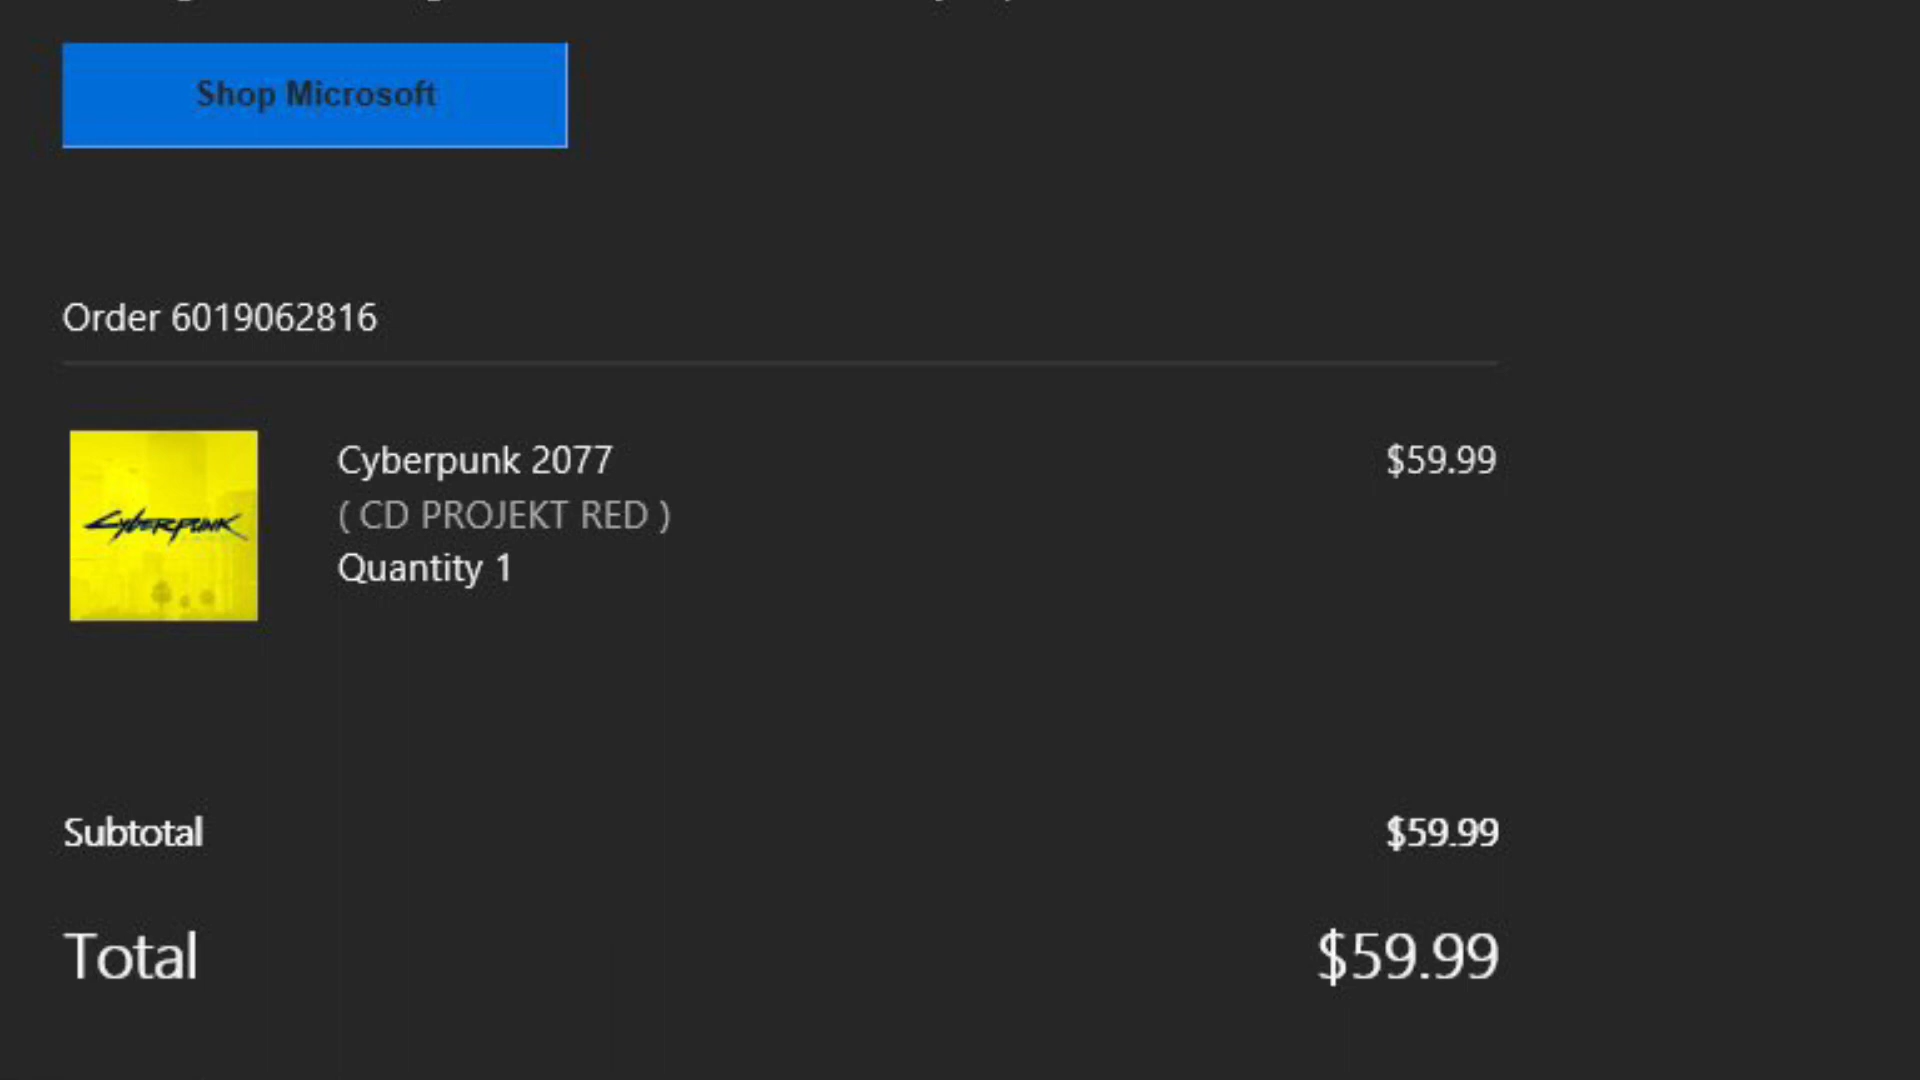 Shop Microsoft
Order 6019062816
Cyberpunk 2077 $59.99
( CD PROJEKT RED )
CYBERPUNK
Quantity 1
Subtotal $59.99
Total $59.99